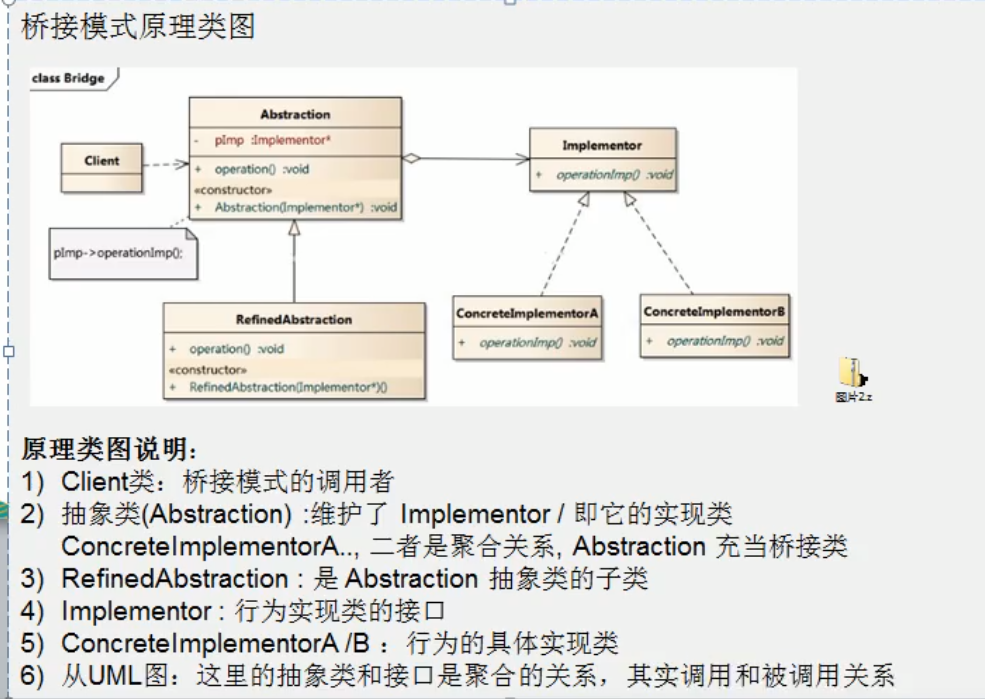 桥接模式原理类图
class Bridge
Abstraction
- pImp :Implementor*
+ operation() :void
«constructor»
+ Abstraction(Implementor*) :void
Client
Implementor
+ operationImp() :void
pImp->operationImp();
RefinedAbstraction
+ operation() :void
«constructor»
+ RefinedAbstraction(Implementor*)()
ConcreteImplementorA
+ operationImp() :void
ConcreteImplementorB
+ operationImp() :void
图片2.z
原理类图说明:
1) Client类：桥接模式的调用者
2) 抽象类(Abstraction) :维护了 Implementor / 即它的实现类
ConcreteImplementorA.., 二者是聚合关系, Abstraction 充当桥接类
3) RefinedAbstraction : 是 Abstraction 抽象类的子类
4) Implementor : 行为实现类的接口
5) ConcreteImplementorA /B ：行为的具体实现类
6) 从UML图：这里的抽象类和接口是聚合的关系，其实调用和被调用关系